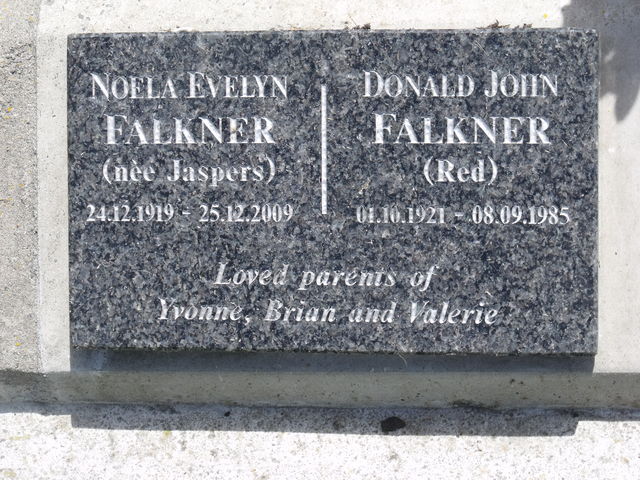 NOELA EVELYN
FALKNER
(nèe Jaspers)
24.12.1919 - 25.12.2009
DONALD JOHN
FALKNER
(Red)
01.10.1921 - 08.09.1985
Loved parents of
Yvonne, Brian and Valerie